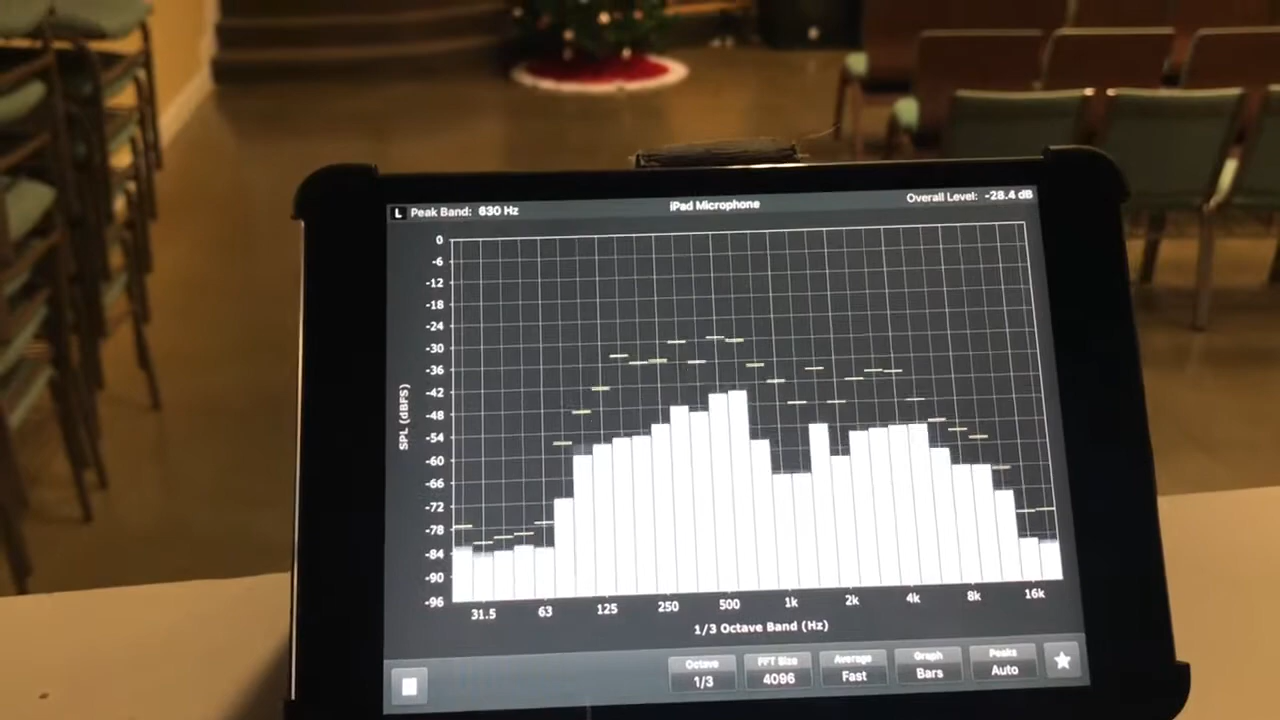 L Peak Band: 630 Hz
iPad Microphone
Overall Level: -28.4 dB
0
-6
-12
-18
-24
-30
-36
-42
-48
-54
-60
-66
-72
-78
-84
-90
-96
SPL (dBFS)
31.5 63 125 250 500 1k 2k 4k 8k 16k
1/3 Octave Band (Hz)
Octave
1/3
FFT Size
4096
Average
Fast
Graph
Bars
Peaks
Auto